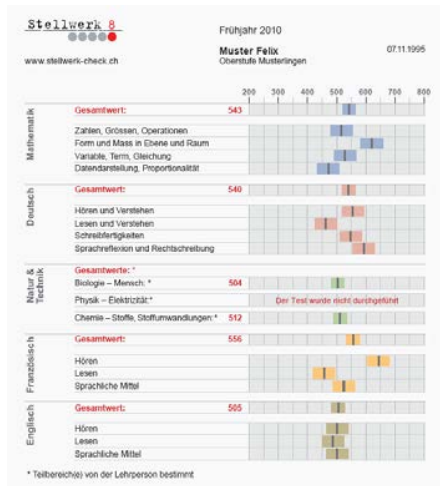 Stellwerk 8
Frühjahr 2010
www.stellwerk-check.ch
Muster Felix
07.11.1995
Oberstufe Musterlingen
200 300 400 500 600 700 800
Mathematik
Gesamtwert: 543
Zahlen, Grössen, Operationen
Form und Mass in Ebene und Raum
Variable, Term, Gleichung
Datendarstellung, Proportionalität
Deutsch
Gesamtwert: 540
Hören und Verstehen
Lesen und Verstehen
Schreibfertigkeiten
Sprachreflexion und Rechtschreibung
Natur & Technik
Gesamtwerte: *
Biologie – Mensch: * 504
Physik – Elektrizität:* Der Test wurde nicht durchgeführt
Chemie – Stoffe, Stoffumwandlungen:* 512
Französisch
Gesamtwert: 556
Hören
Lesen
Sprachliche Mittel
Englisch
Gesamtwert: 505
Hören
Lesen
Sprachliche Mittel
* Teilbereich(e) von der Lehrperson bestimmt